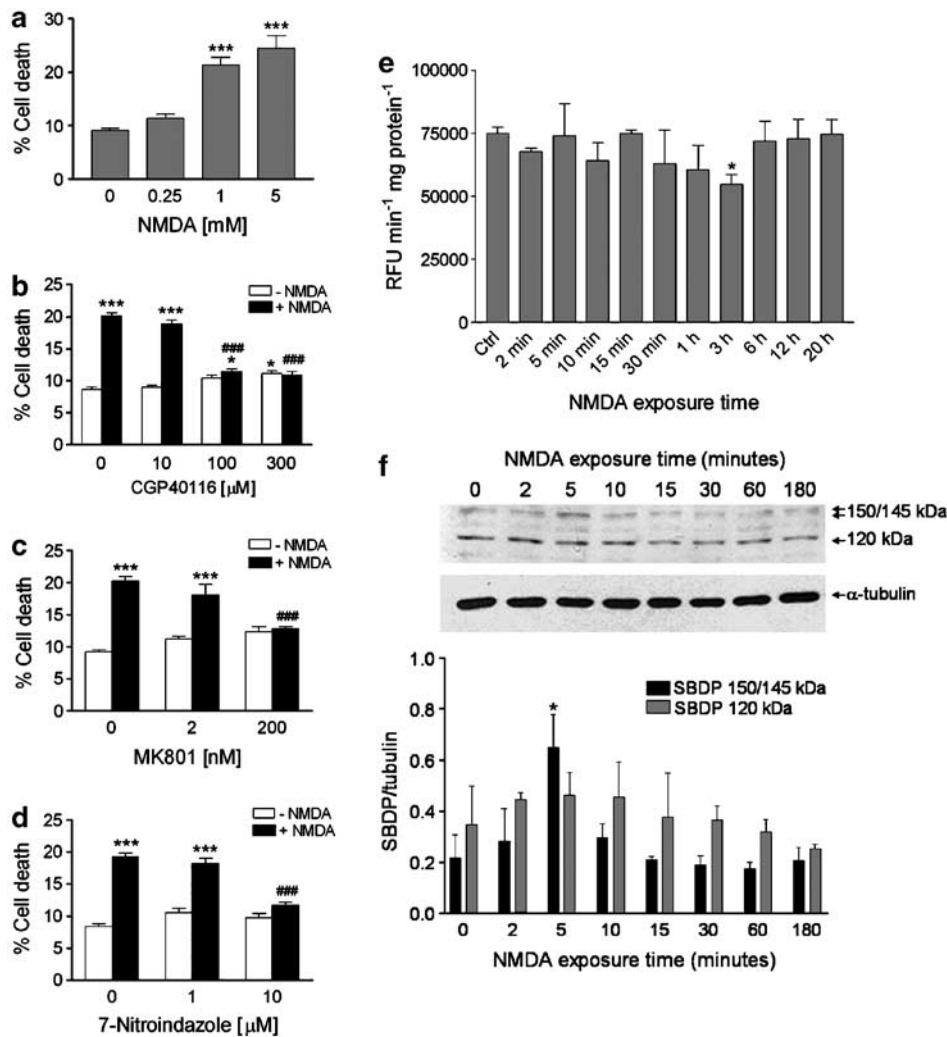 a
% Cell death
30
20
10
0
***
***
0 0.25 1 5
NMDA [mM]
b
% Cell death
25
20
15
10
5
0
- NMDA
+ NMDA
***
***
###
*
*
###
0 10 100 300
CGP40116 [μM]
c
% Cell death
25
20
15
10
5
0
- NMDA
+ NMDA
***
***
###
0 2 200
MK801 [nM]
d
% Cell death
25
20
15
10
5
0
- NMDA
+ NMDA
***
***
###
0 1 10
7-Nitroindazole [μM]
e
RFU min⁻¹ mg protein⁻¹
100000
75000
50000
25000
0
*
Ctrl 2 min 5 min 10 min 15 min 30 min 1 h 3 h 6 h 12 h 20 h
NMDA exposure time
f
NMDA exposure time (minutes)
0 2 5 10 15 30 60 180
150/145 kDa
120 kDa
α-tubulin
SBDP/tubulin
1.0
0.8
0.6
0.4
0.2
0.0
SBDP 150/145 kDa
SBDP 120 kDa
*
0 2 5 10 15 30 60 180
NMDA exposure time (minutes)